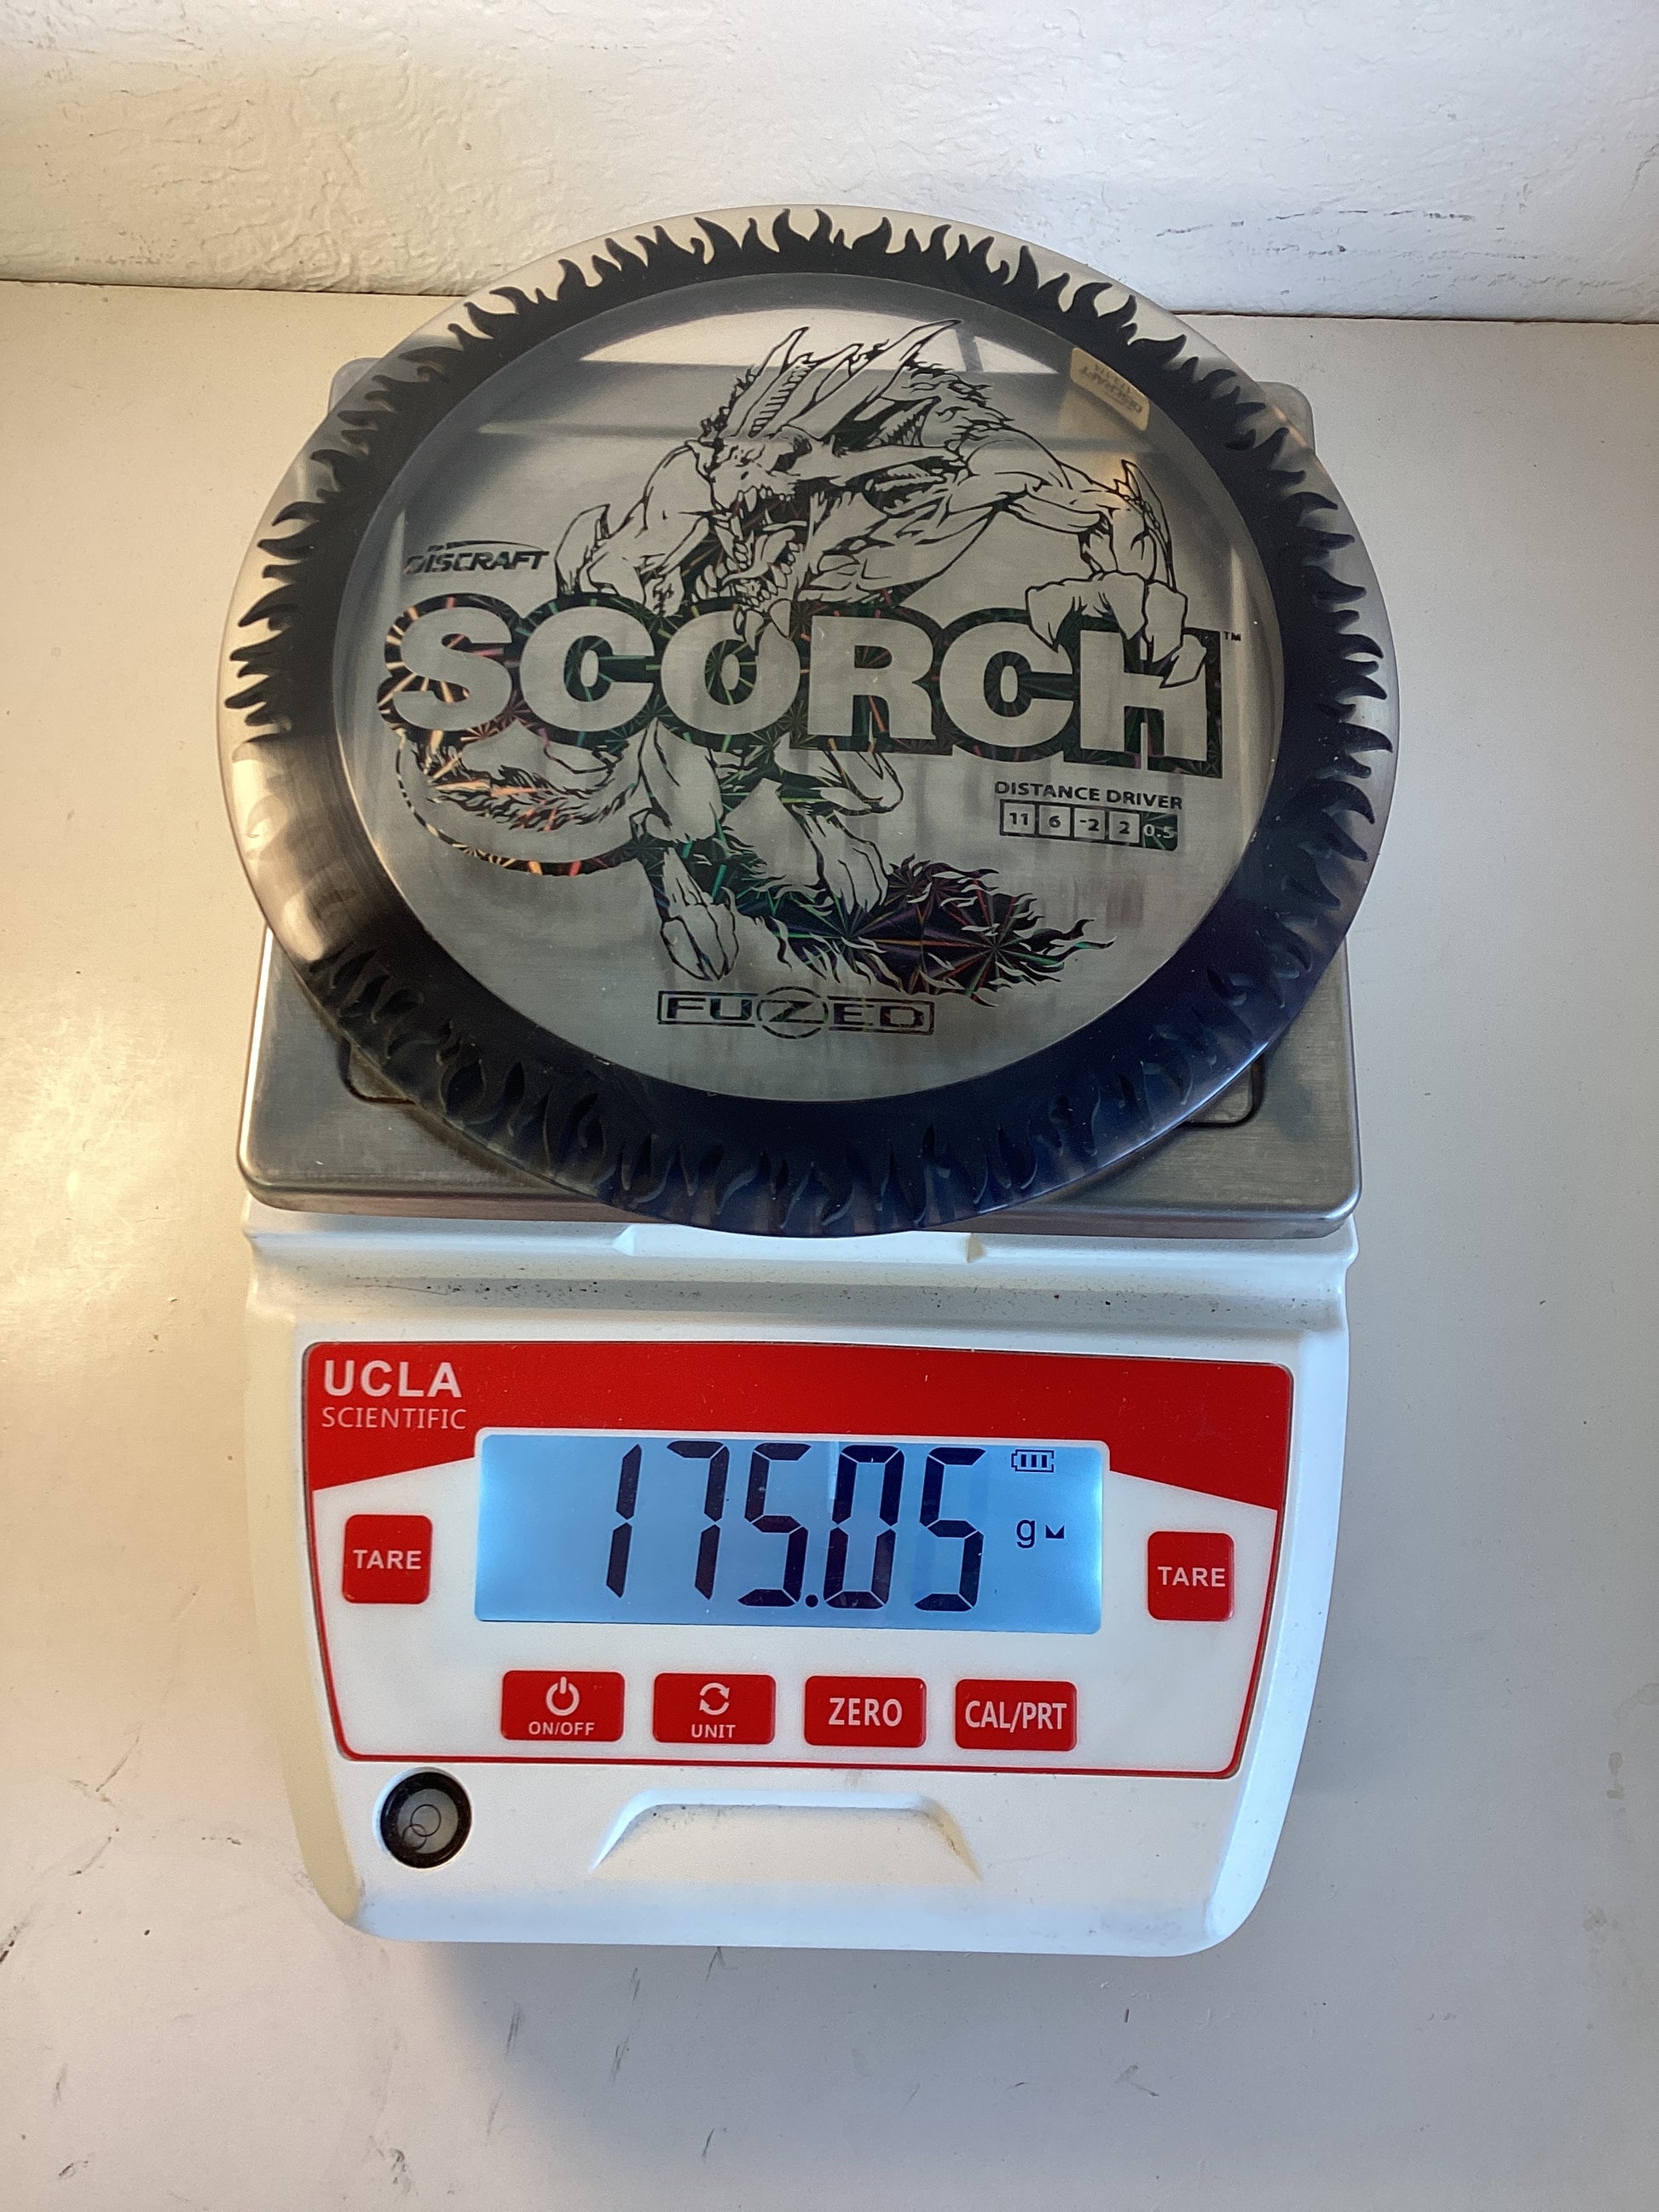 DISCRAFT
SCORCH™
DISTANCE DRIVER
11 6 -2 2 0.5
FUZED
UCLA
SCIENTIFIC
175.05 g
TARE
TARE
ON/OFF
UNIT
ZERO
CAL/PRT